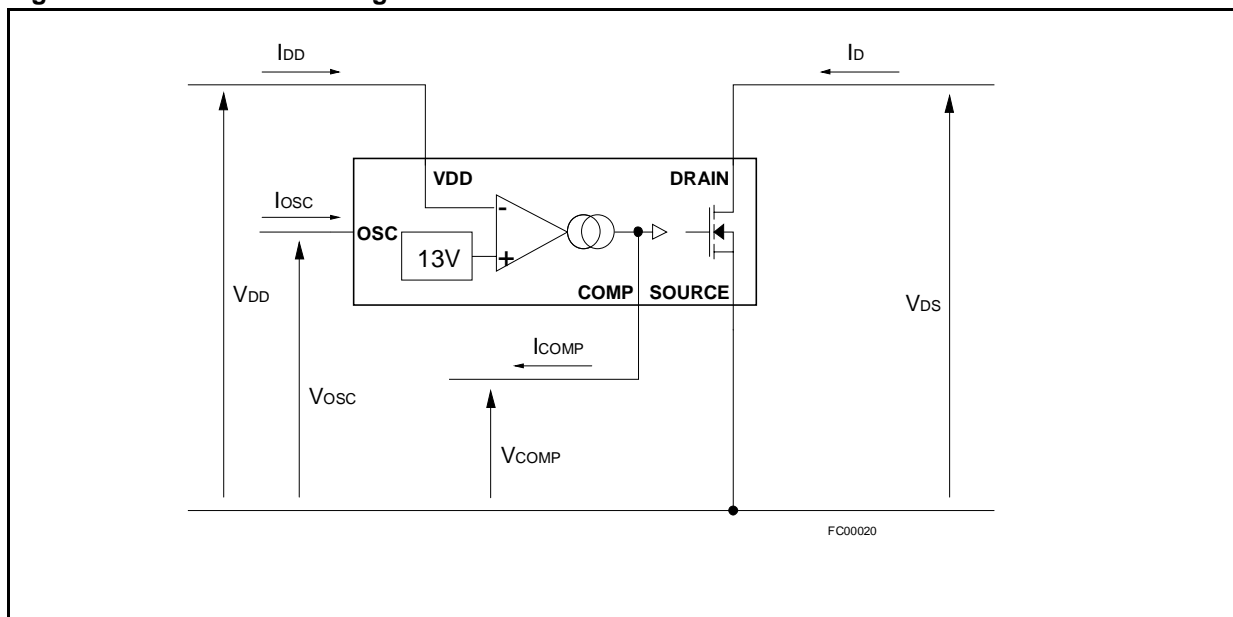 IDD
ID
VDD
DRAIN
IOSC
-
OSC
13V
+
COMP
SOURCE
VDD
VDS
ICOMP
VOSC
VCOMP
FC00020